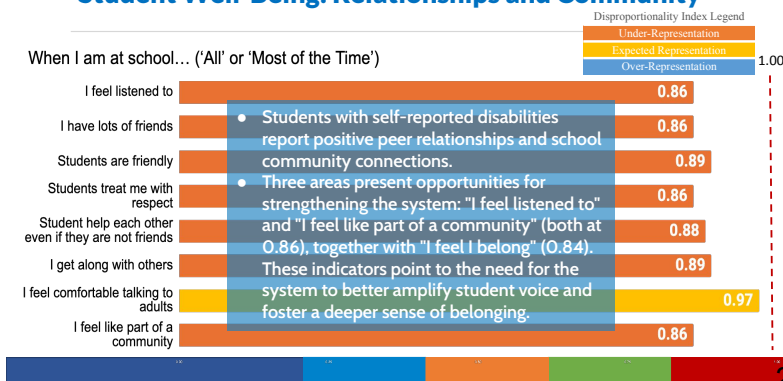 Student Well-Being: Relationships and Community
Disproportionality Index Legend
Under-Representation
Expected Representation
Over-Representation
When I am at school… (‘All’ or ‘Most of the Time’)
1.00
I feel listened to
0.86
I have lots of friends
0.86
Students are friendly
0.89
Students treat me with
respect
0.86
Student help each other
even if they are not friends
0.88
I get along with others
0.89
I feel comfortable talking to
adults
0.97
I feel like part of a
community
0.86
● Students with self-reported disabilities
report positive peer relationships and school
community connections.
● Three areas present opportunities for
strengthening the system: "I feel listened to"
and "I feel like part of a community" (both at
0.86), together with "I feel I belong" (0.84).
These indicators point to the need for the
system to better amplify student voice and
foster a deeper sense of belonging.